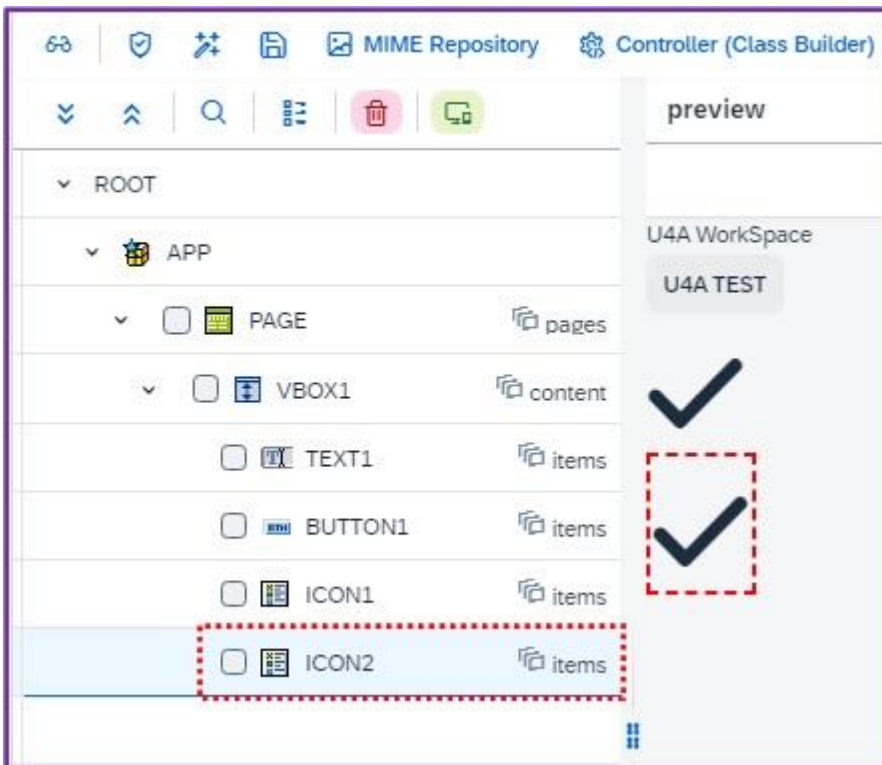 MIME Repository Controller (Class Builder)
preview
ROOT
U4A WorkSpace
APP
U4A TEST
PAGE pages
VBOX1 content
TEXT1 items
BUTTON1 items
ICON1 items
ICON2 items